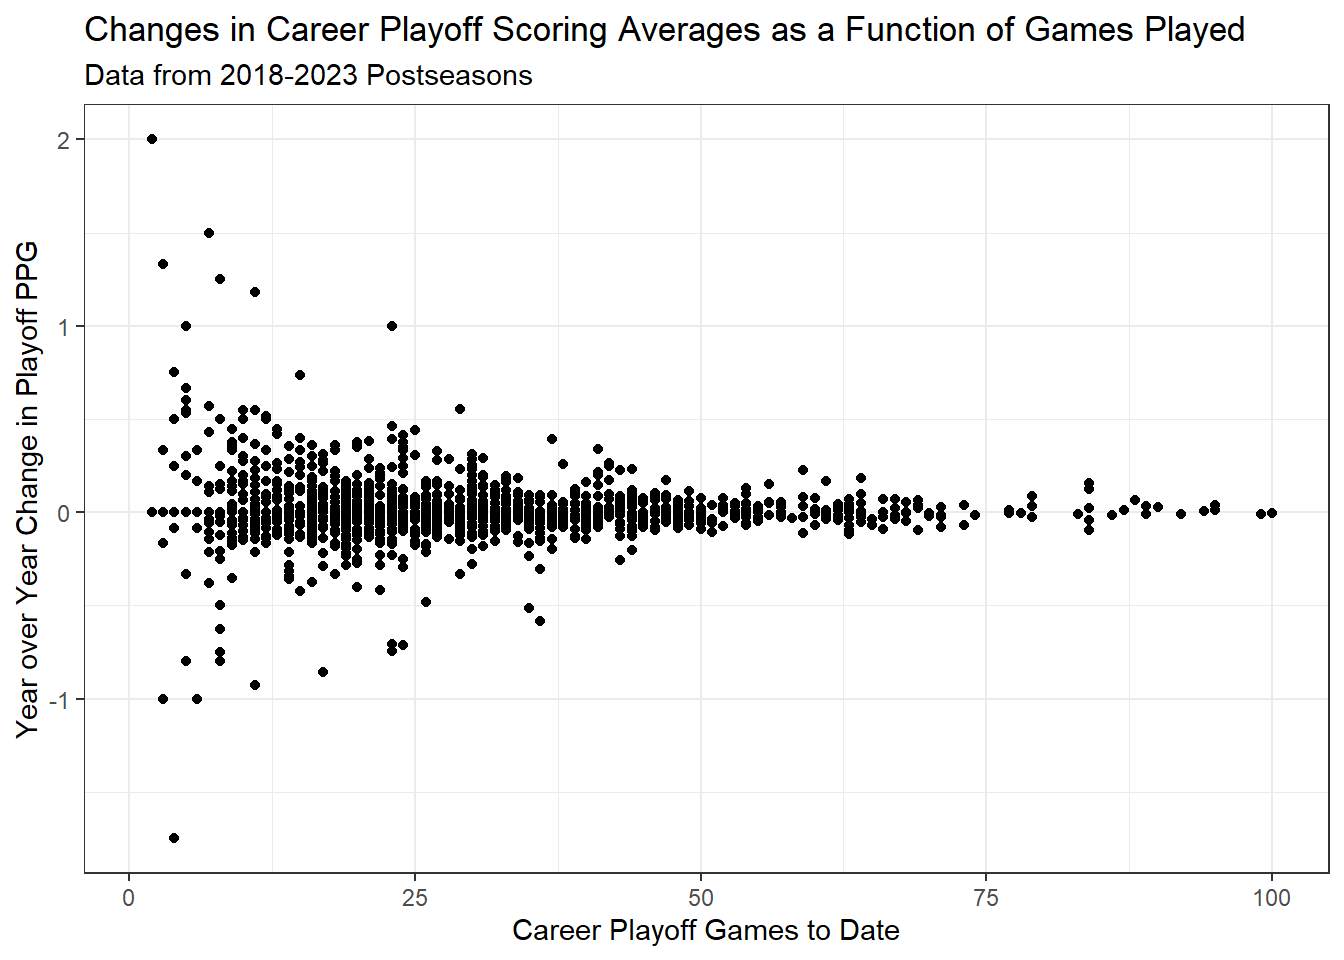 Changes in Career Playoff Scoring Averages as a Function of Games Played
Data from 2018-2023 Postseasons
Year over Year Change in Playoff PPG
2
1
0
-1
0
25
50
75
100
Career Playoff Games to Date